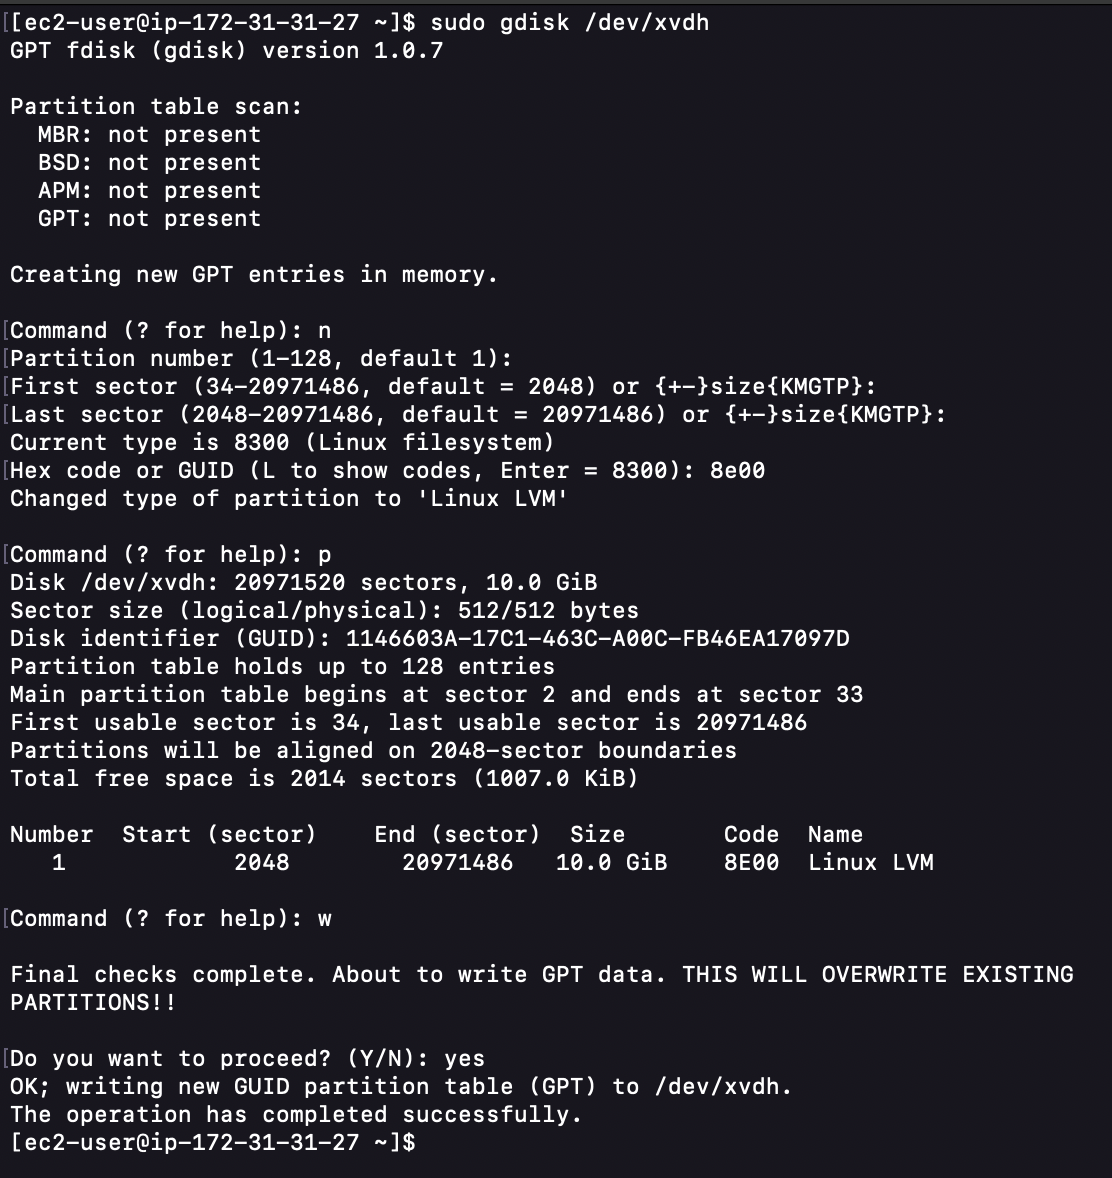 [ec2-user@ip-172-31-31-27 ~]$ sudo gdisk /dev/xvdh
GPT fdisk (gdisk) version 1.0.7
Partition table scan:
MBR: not present
BSD: not present
APM: not present
GPT: not present
Creating new GPT entries in memory.
Command (? for help): n
Partition number (1-128, default 1):
First sector (34-20971486, default = 2048) or {+-}size{KMGTP}:
Last sector (2048-20971486, default = 20971486) or {+-}size{KMGTP}:
Current type is 8300 (Linux filesystem)
Hex code or GUID (L to show codes, Enter = 8300): 8e00
Changed type of partition to 'Linux LVM'
Command (? for help): p
Disk /dev/xvdh: 20971520 sectors, 10.0 GiB
Sector size (logical/physical): 512/512 bytes
Disk identifier (GUID): 1146603A-17C1-463C-A00C-FB46EA17097D
Partition table holds up to 128 entries
Main partition table begins at sector 2 and ends at sector 33
First usable sector is 34, last usable sector is 20971486
Partitions will be aligned on 2048-sector boundaries
Total free space is 2014 sectors (1007.0 KiB)
Number  Start (sector)    End (sector)  Size       Code  Name
1            2048        20971486   10.0 GiB    8E00  Linux LVM
Command (? for help): w
Final checks complete. About to write GPT data. THIS WILL OVERWRITE EXISTING
PARTITIONS!!
Do you want to proceed? (Y/N): yes
OK; writing new GUID partition table (GPT) to /dev/xvdh.
The operation has completed successfully.
[ec2-user@ip-172-31-31-27 ~]$